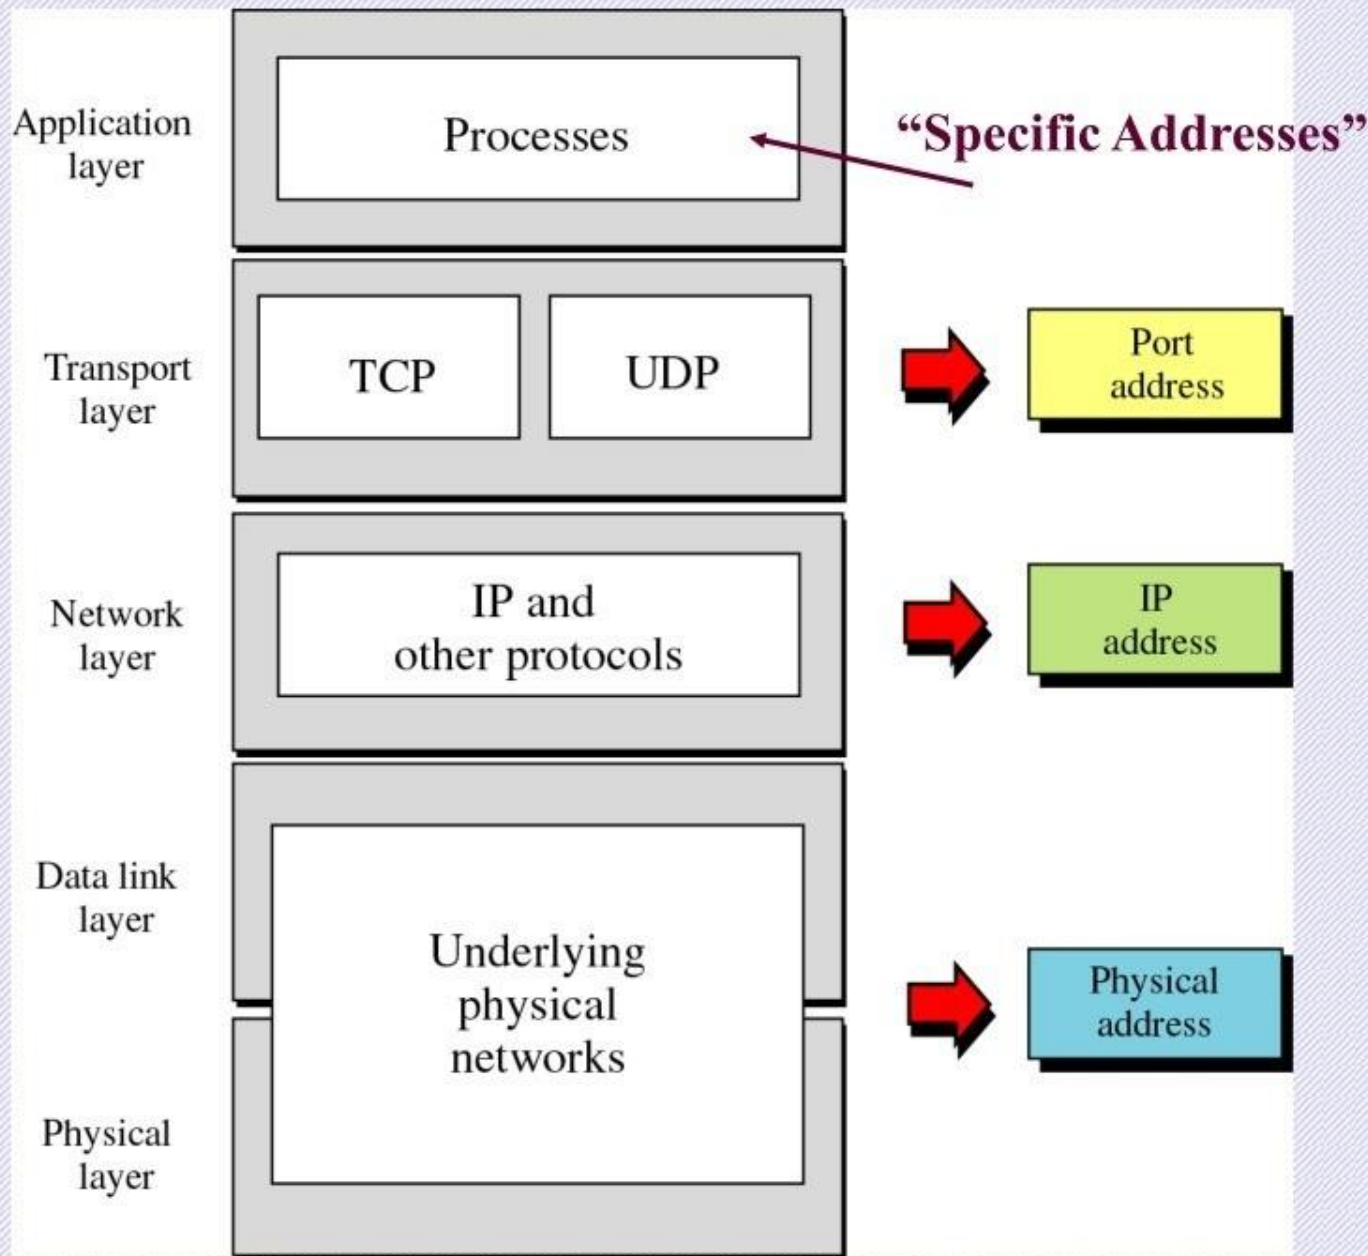 Application
layer
Processes
“Specific Addresses”
Transport
layer
TCP
UDP
Port
address
Network
layer
IP and
other protocols
IP
address
Data link
layer
Underlying
physical
networks
Physical
address
Physical
layer